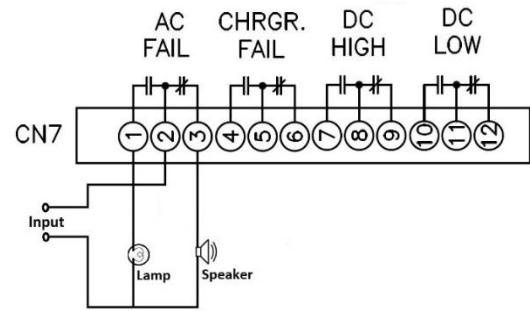 AC FAIL
CHRGR. FAIL
DC HIGH
DC LOW
CN7
1 2 3 4 5 6 7 8 9 10 11 12
Input
Lamp
Speaker